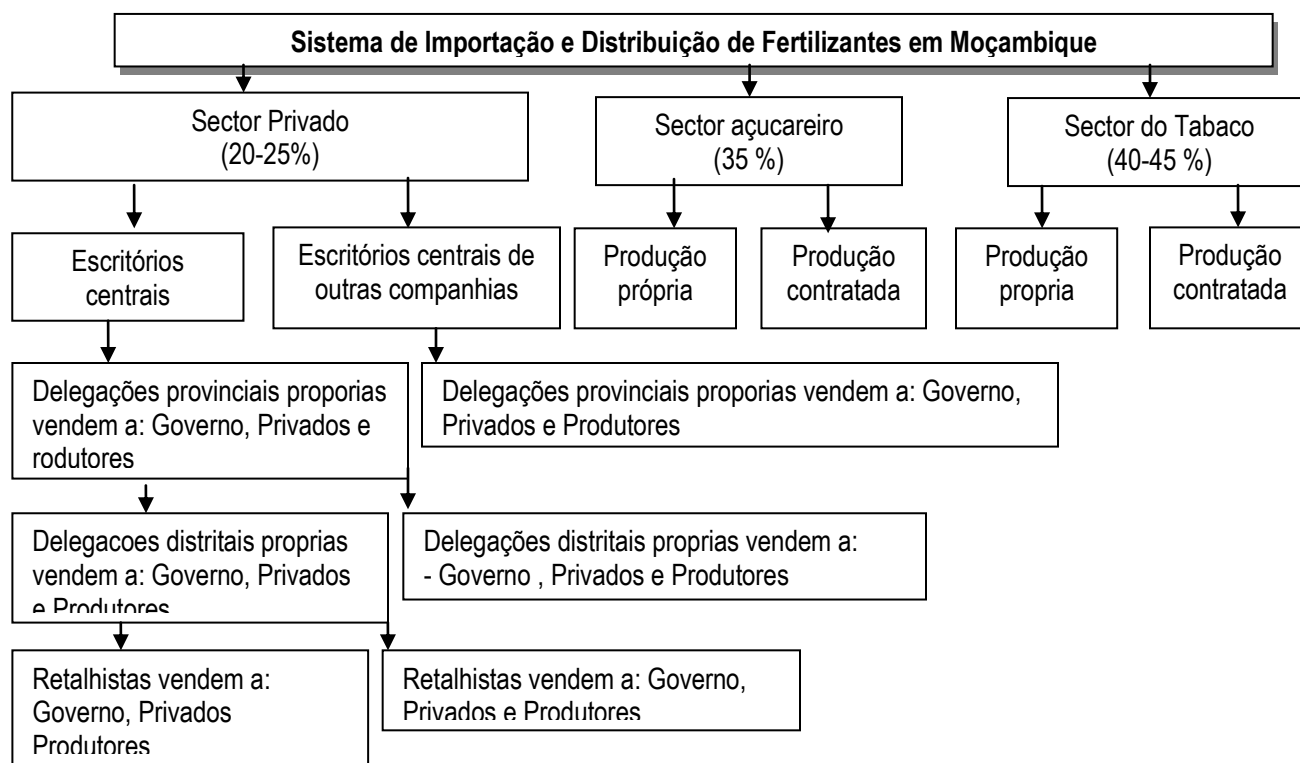 Sistema de Importação e Distribuição de Fertilizantes em Moçambique
Sector Privado
(20-25%)
Sector açucareiro
(35 %)
Sector do Tabaco
(40-45 %)
Escritórios
centrais
Escritórios centrais de
outras companhias
Produção
própria
Produção
contratada
Produção
propria
Produção
contratada
Delegações provinciais proporias
vendem a: Governo, Privados e
rodutores
Delegações provinciais proporias vendem a: Governo,
Privados e Produtores
Delegacoes distritais proprias
vendem a: Governo, Privados
e Produtores
Delegações distritais proprias vendem a:
- Governo , Privados e Produtores
Retalhistas vendem a:
Governo, Privados
Produtores
Retalhistas vendem a: Governo,
Privados e Produtores